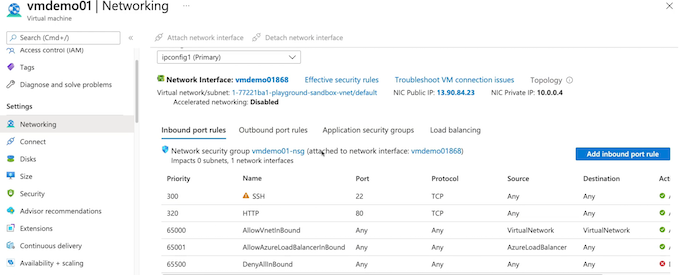 vmdemo01 | Networking ...
Virtual machine
Search (Cmd+/)
Attach network interface
Detach network interface
Access control (IAM)
Tags
Diagnose and solve problems
Settings
Networking
Connect
Disks
Size
Security
Advisor recommendations
Extensions
Continuous delivery
Availability + scaling
ipconfig1 (Primary)
Network Interface: vmdemo01868 Effective security rules Troubleshoot VM connection issues Topology
Virtual network/subnet: 1-77221ba1-playground-sandbox-vnet/default NIC Public IP: 13.90.84.23 NIC Private IP: 10.0.0.4
Accelerated networking: Disabled
Inbound port rules Outbound port rules Application security groups Load balancing
Network security group vmdemo01-nsg (attached to network interface: vmdemo01868)
Impacts 0 subnets, 1 network interfaces
Add inbound port rule
Priority Name Port Protocol Source Destination
300 SSH 22 TCP Any Any
320 HTTP 80 TCP Any Any
65000 AllowVnetInBound Any Any VirtualNetwork VirtualNetwork
65001 AllowAzureLoadBalancerInBound Any Any AzureLoadBalancer Any
65500 DenyAllInBound Any Any Any Any